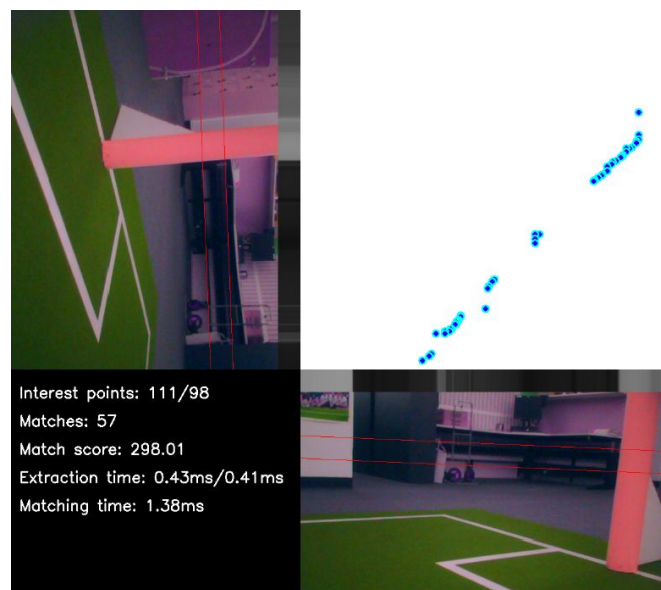 Interest points: 111/98
Matches: 57
Match score: 298.01
Extraction time: 0.43ms/0.41ms
Matching time: 1.38ms